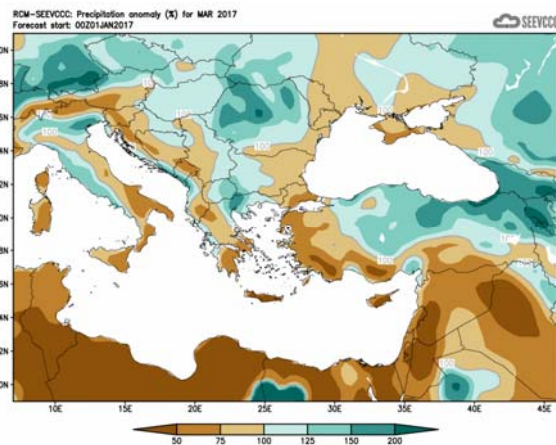 RCM-SEEVCCC: Precipitation anomaly (%) for MAR 2017
Forecast start: 00Z01JAN2017
SEEVCCC
100
100
100
100
100
100
100
10E
15E
20E
25E
30E
35E
40E
45E
50
75
100
125
150
200